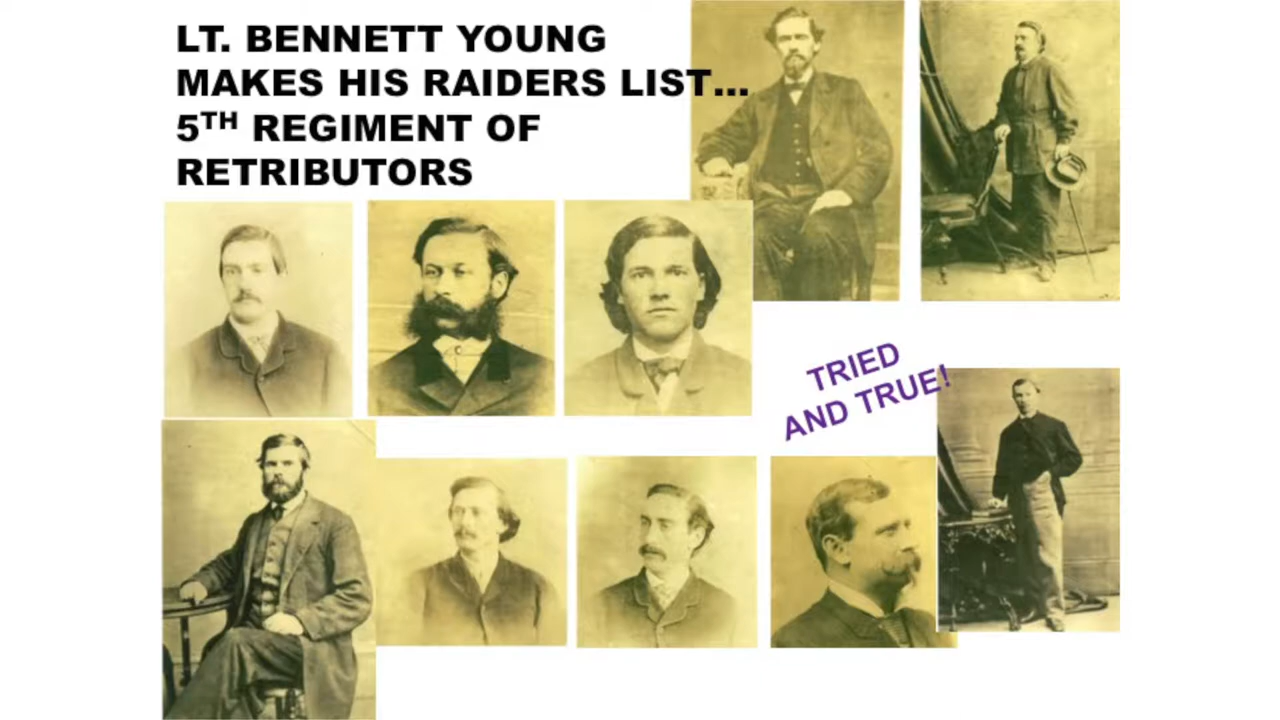 LT. BENNETT YOUNG
MAKES HIS RAIDERS LIST...
5TH REGIMENT OF
RETRIBUTORS
TRIED
AND TRUE!